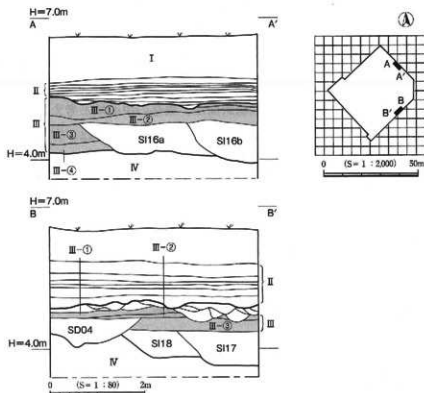 H=7.0m
A A′
I
II
III-①
III-②
III
III-③
SI16a SI16b
H=4.0m
III-④
IV
H=7.0m
B B′
III-① III-②
II
III-③
III
SD04
H=4.0m
SI18 SI17
IV
0 (S=1:80) 2m
Ⓐ
A
A′
B
B′
0 (S=1:2,000) 30m